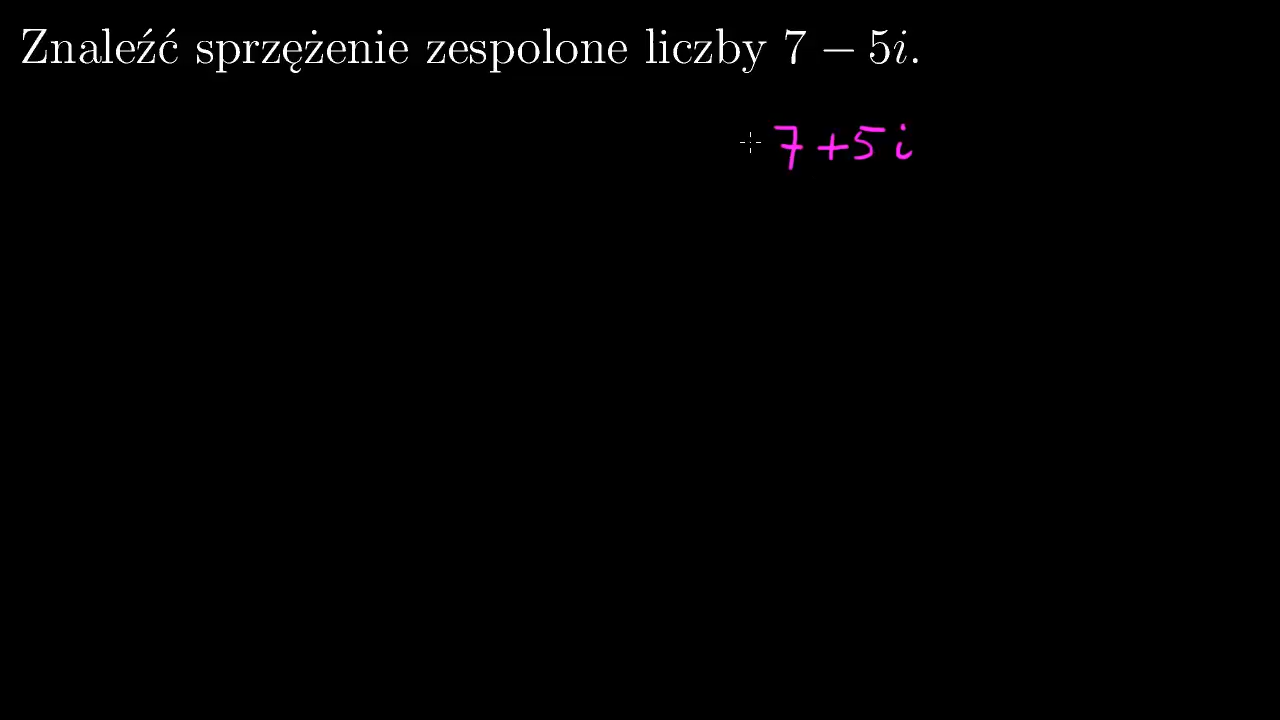 Znaleźć sprzężenie zespolone liczby 7 − 5i.
7 + 5i